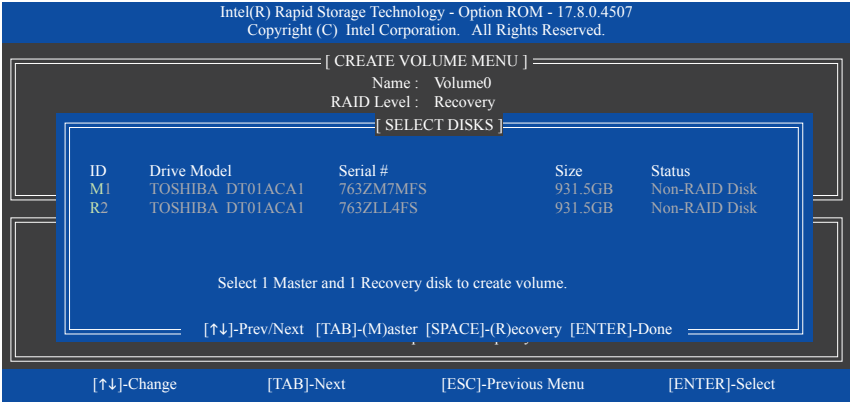 Intel(R) Rapid Storage Technology - Option ROM - 17.8.0.4507
Copyright (C) Intel Corporation. All Rights Reserved.
[ CREATE VOLUME MENU ]
Name : Volume0
RAID Level : Recovery
[ SELECT DISKS ]
ID Drive Model Serial # Size Status
M1 TOSHIBA DT01ACA1 763ZM7MFS 931.5GB Non-RAID Disk
R2 TOSHIBA DT01ACA1 763ZLL4FS 931.5GB Non-RAID Disk
Select 1 Master and 1 Recovery disk to create volume.
[↑↓]-Prev/Next [TAB]-(M)aster [SPACE]-(R)ecovery [ENTER]-Done
[↑↓]-Change [TAB]-Next [ESC]-Previous Menu [ENTER]-Select